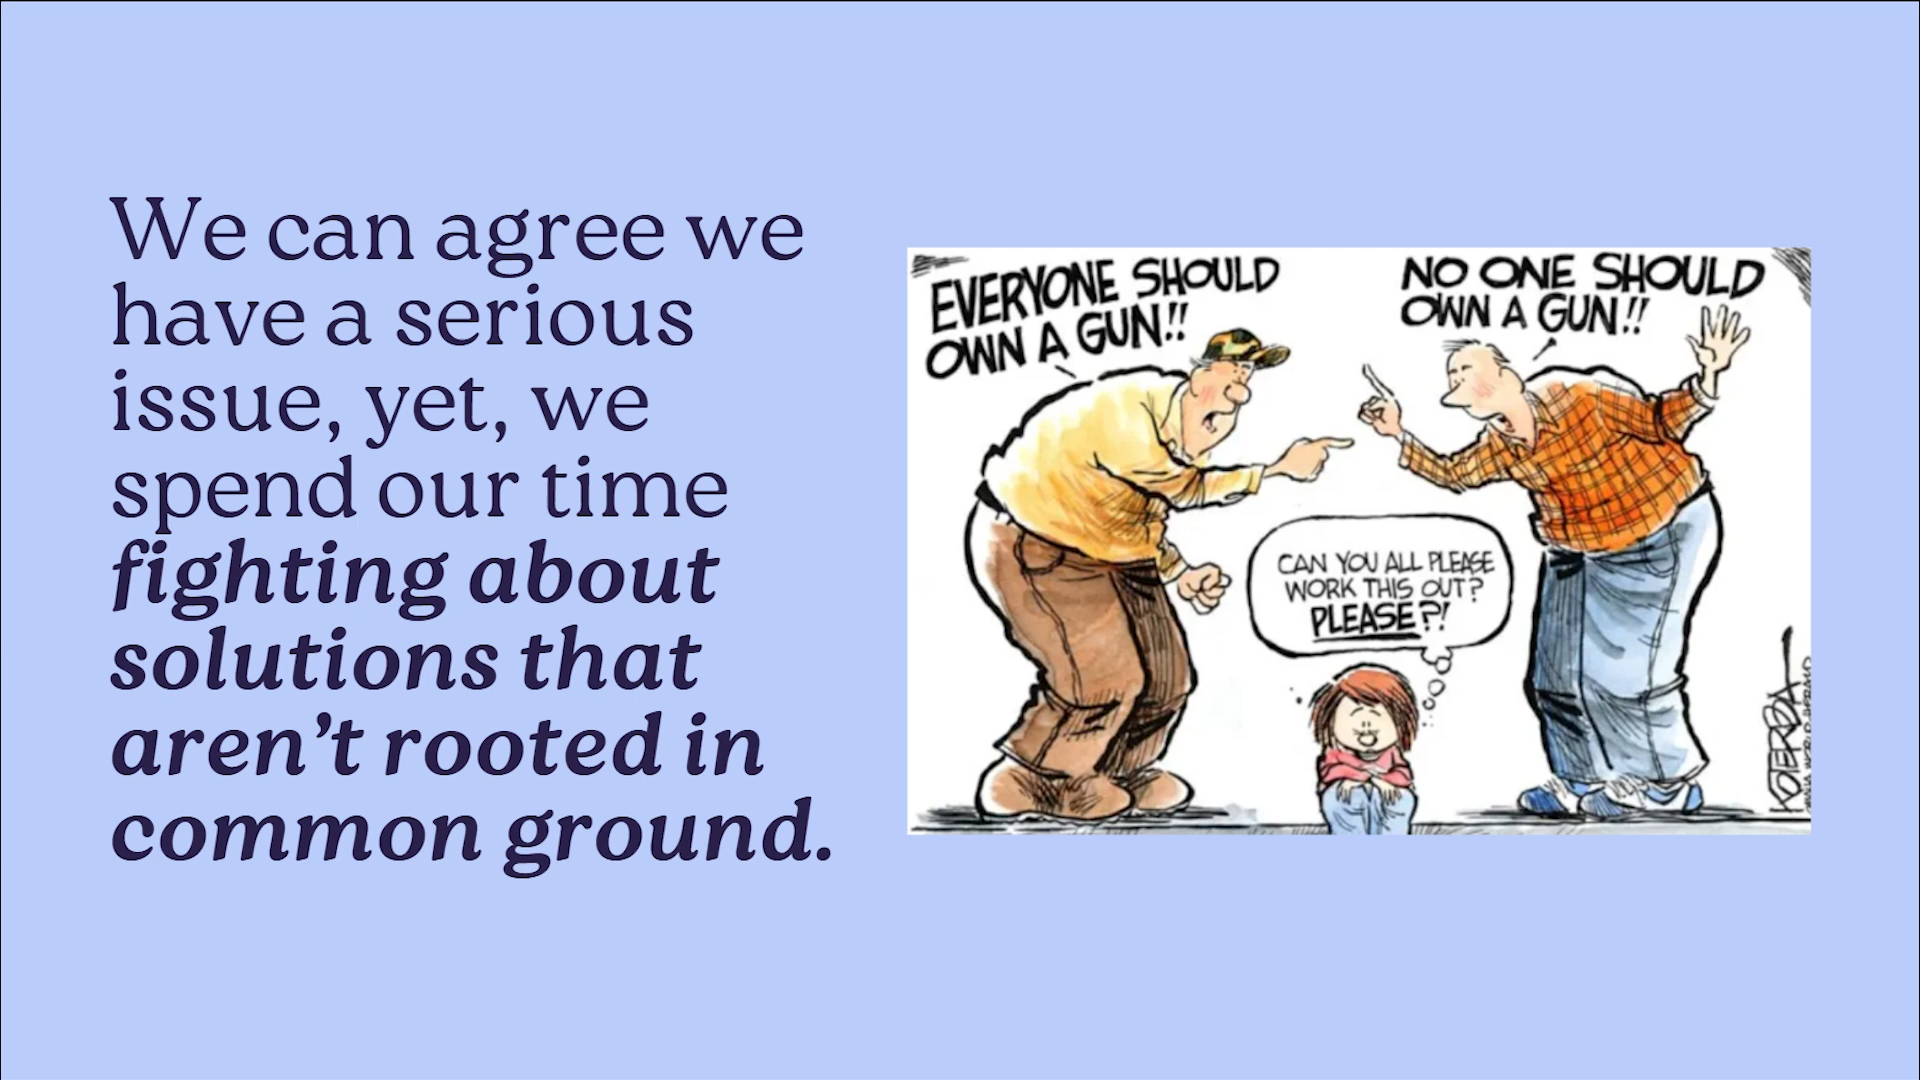 We can agree we
have a serious
issue, yet, we
spend our time
fighting about
solutions that
aren’t rooted in
common ground.
EVERYONE SHOULD
OWN A GUN!!
NO ONE SHOULD
OWN A GUN!!
CAN YOU ALL PLEASE
WORK THIS OUT?
PLEASE?!
KOTERBA